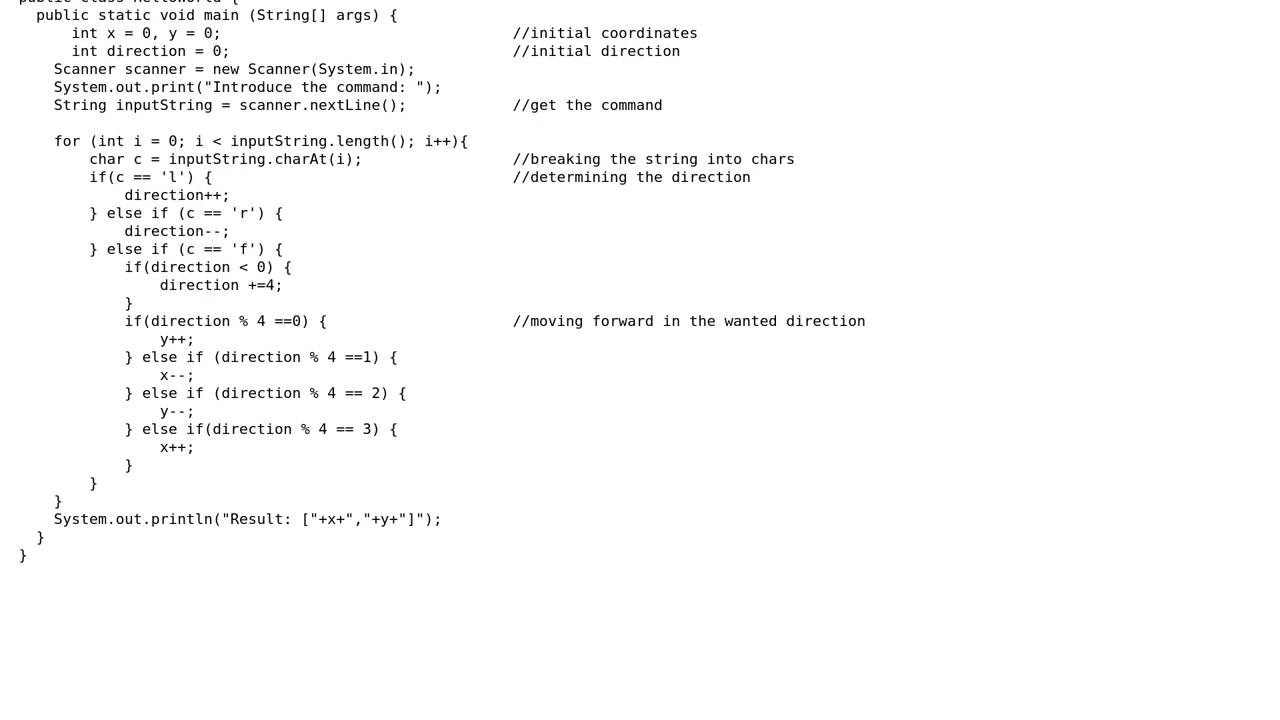 public class HelloWorld {
public static void main (String[] args) {
int x = 0, y = 0; //initial coordinates
int direction = 0; //initial direction
Scanner scanner = new Scanner(System.in);
System.out.print("Introduce the command: ");
String inputString = scanner.nextLine(); //get the command
for (int i = 0; i < inputString.length(); i++){
char c = inputString.charAt(i); //breaking the string into chars
if(c == 'l') { //determining the direction
direction++;
} else if (c == 'r') {
direction--;
} else if (c == 'f') {
if(direction < 0) {
direction +=4;
}
if(direction % 4 ==0) { //moving forward in the wanted direction
y++;
} else if (direction % 4 ==1) {
x--;
} else if (direction % 4 == 2) {
y--;
} else if(direction % 4 == 3) {
x++;
}
}
}
System.out.println("Result: ["+x+","+y+"]");
}
}